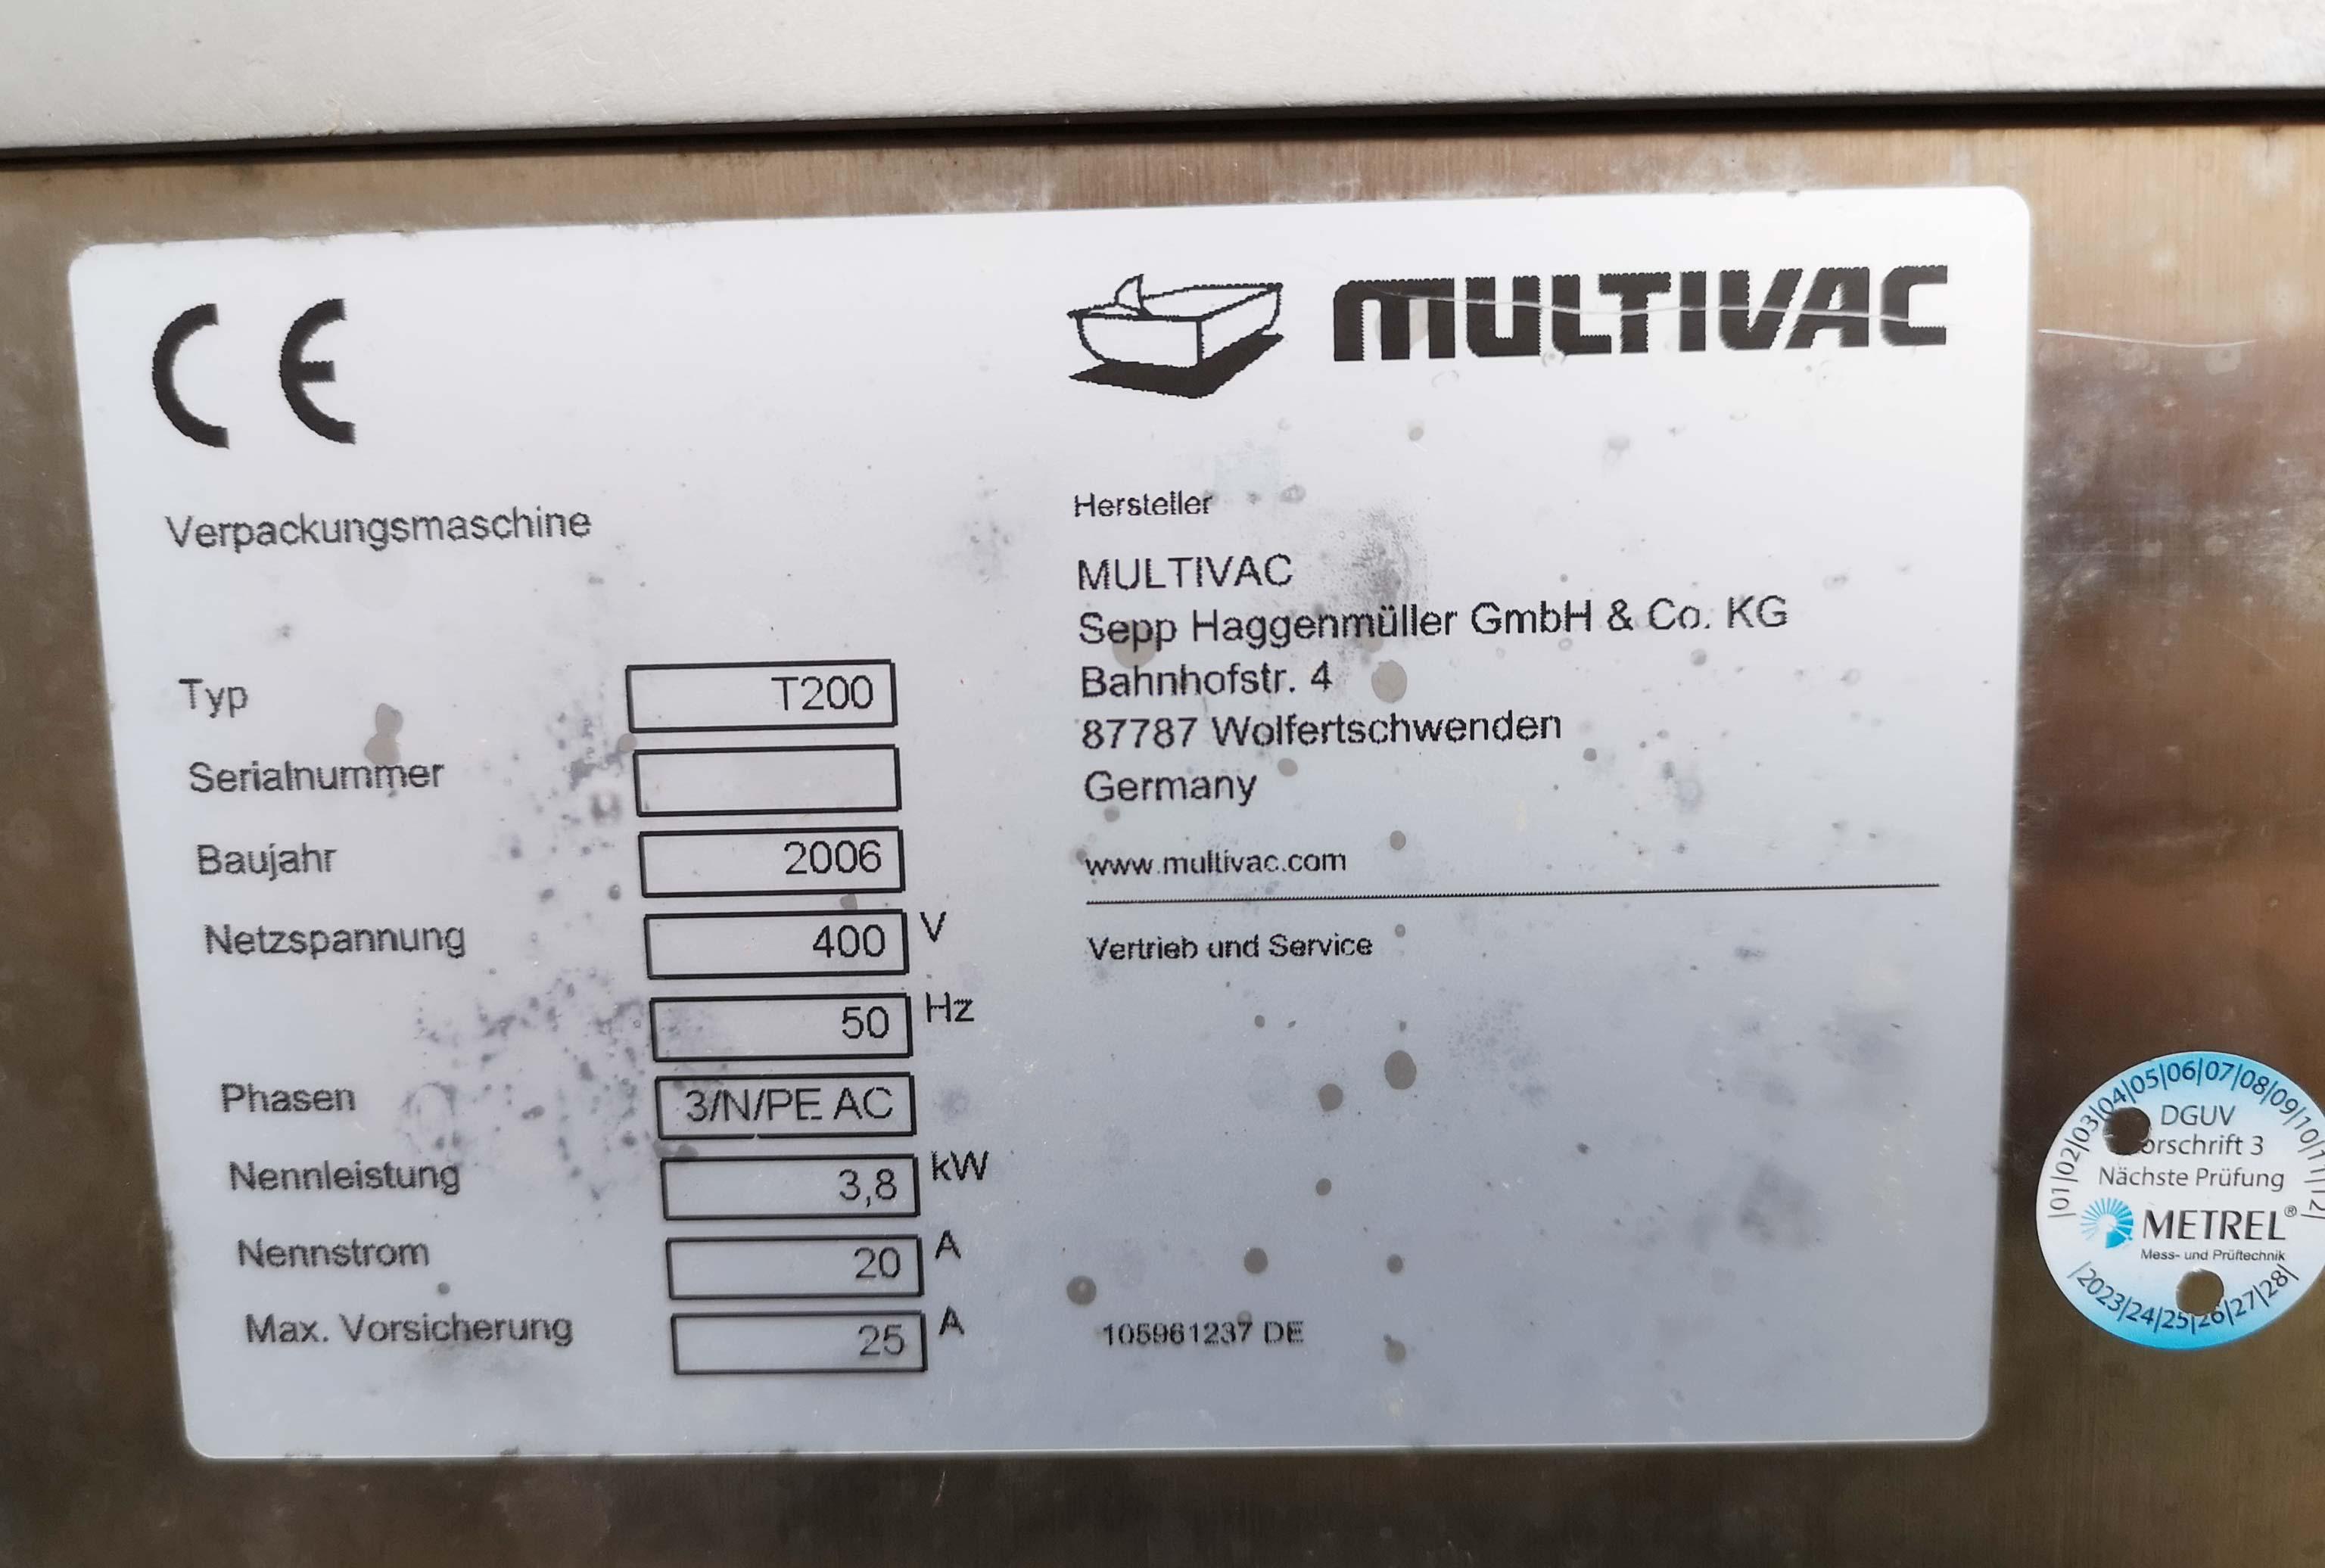 CE
MULTIVAC
Verpackungsmaschine
Hersteller
MULTIVAC
Sepp Haggenmüller GmbH & Co. KG
Bahnhofstr. 4
87787 Wolfertschwenden
Germany
www.multivac.com
Vertrieb und Service
Typ T200
Serialnummer
Baujahr 2006
Netzspannung 400 V
50 Hz
Phasen 3/N/PE AC
Nennleistung 3,8 kW
Nennstrom 20 A
Max. Vorsicherung 25 A
105961237 DE
|01|02|03|04|05|06|07|08|09|10|11|12|
DGUV
orschrift 3
Nächste Prüfung
METREL®
Mess- und Prüftechnik
|2023|24|25|26|27|28|